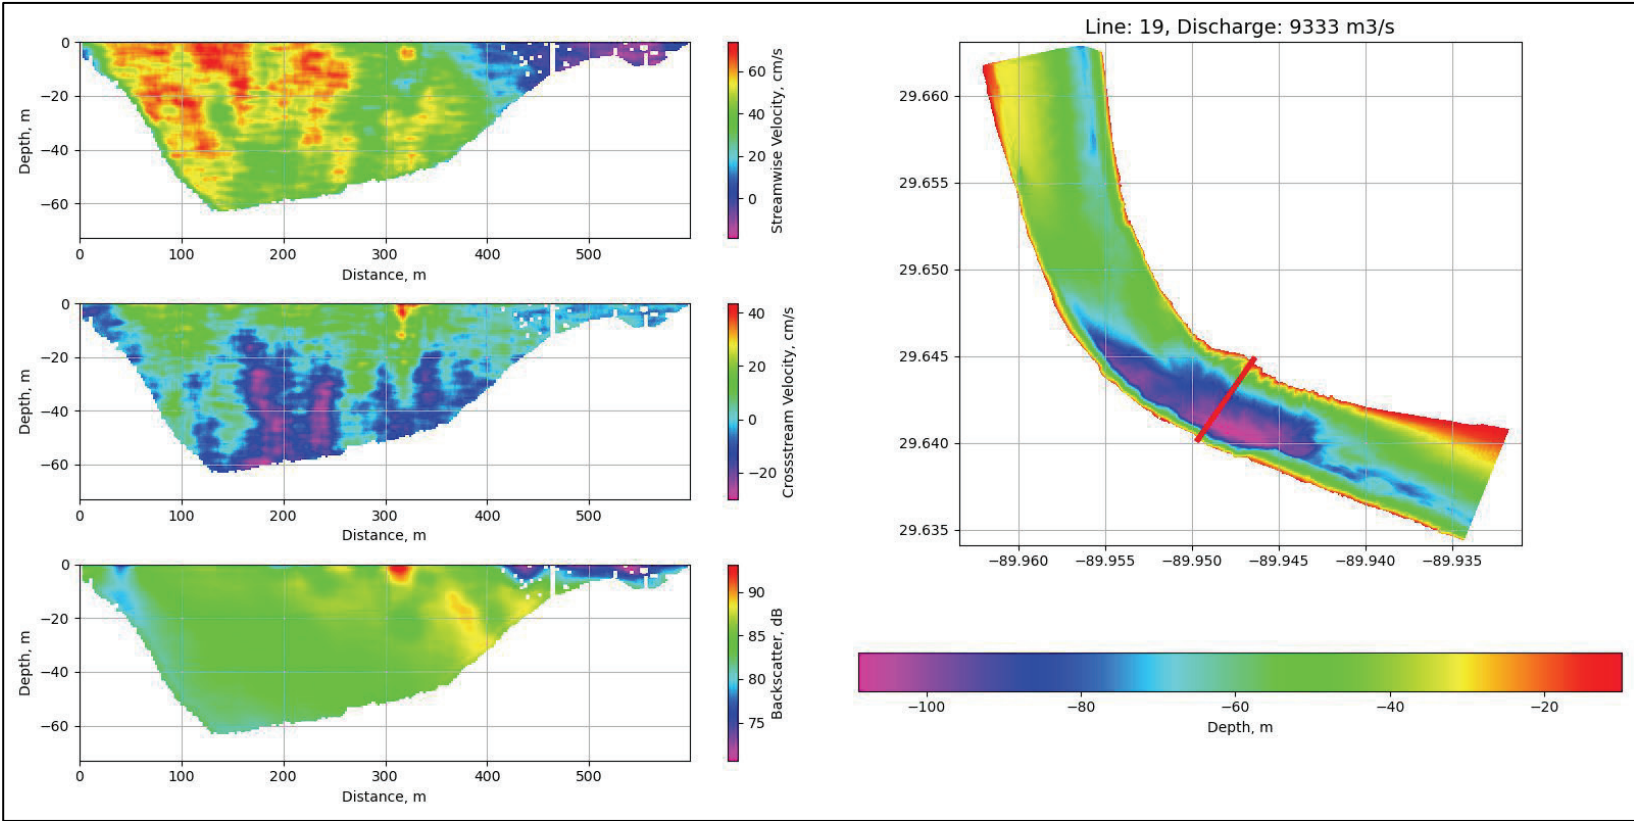 Line: 19, Discharge: 9333 m3/s
0
−20
−40
−60
Depth, m
0 100 200 300 400 500
Distance, m
60
40
20
0
Streamwise Velocity, cm/s
0
−20
−40
−60
Depth, m
0 100 200 300 400 500
Distance, m
40
20
0
−20
Crossstream Velocity, cm/s
0
−20
−40
−60
Depth, m
0 100 200 300 400 500
Distance, m
90
85
80
75
Backscatter, dB
29.660
29.655
29.650
29.645
29.640
29.635
−89.960 −89.955 −89.950 −89.945 −89.940 −89.935
−100 −80 −60 −40 −20
Depth, m